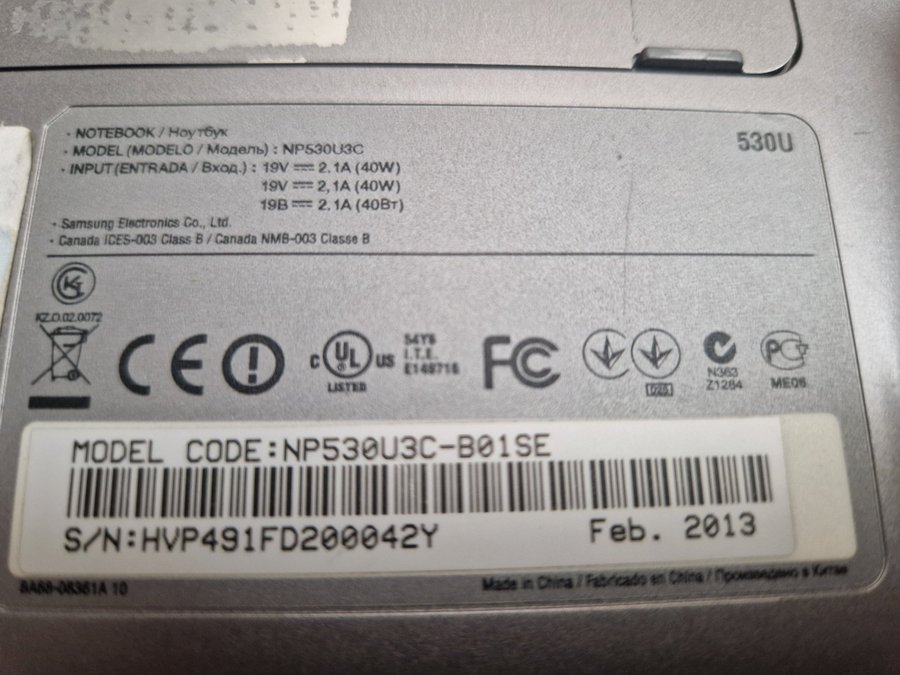 530U
· NOTEBOOK / Ноутбук
· MODEL (MODELO / Модель) : NP530U3C
· INPUT (ENTRADA / Вход.) : 19V ⎓ 2.1A (40W)
19V ⎓ 2,1A (40W)
19В ⎓ 2.1A (40Вт)
· Samsung Electronics Co., Ltd.
· Canada ICES-003 Class B / Canada NMB-003 Classe B
KZ.O.02.0072
CE
C UL US
LISTED
54Y8
I.T.E.
E148716
FC
N363
Z1284
ME06
MODEL CODE:NP530U3C-B01SE
S/N:HVP491FD200042Y
Feb. 2013
BA68-08361A 10
Made in China / Fabricado en China / Произведено в Китае